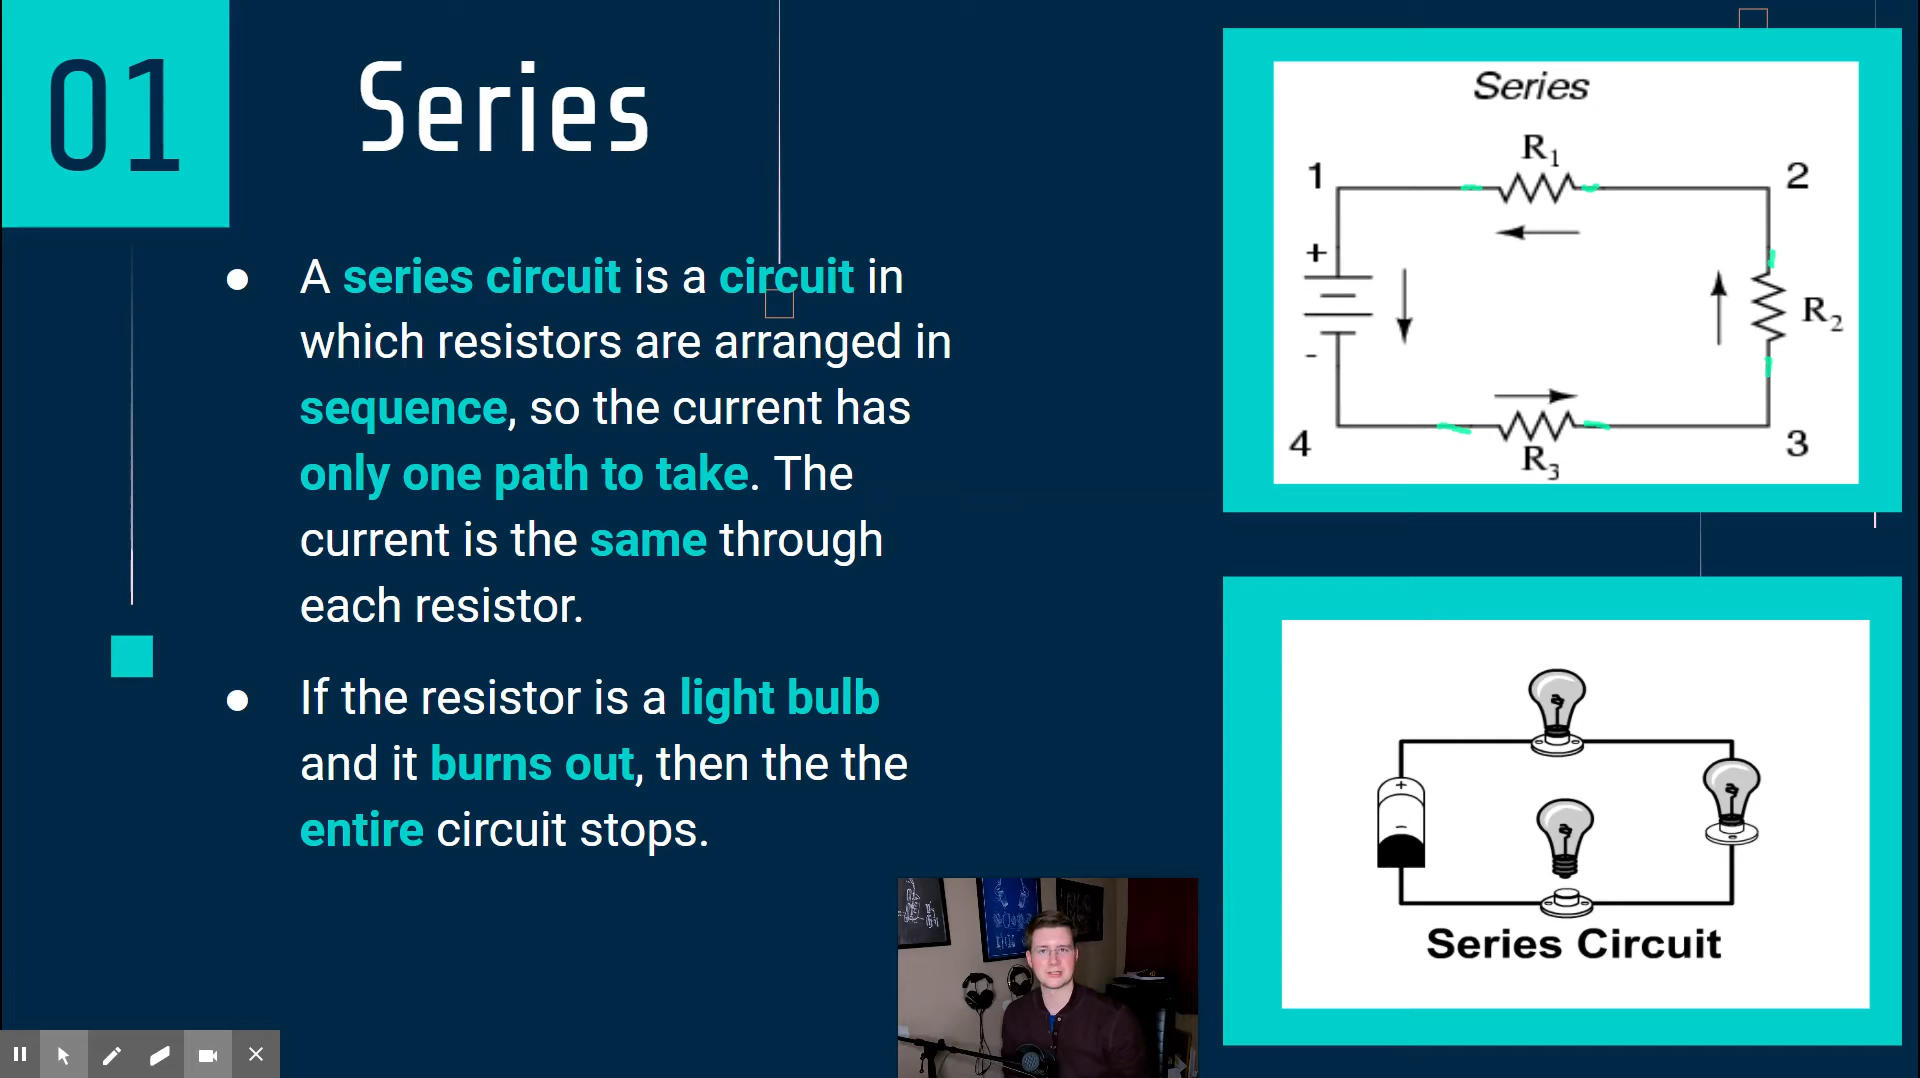 01
Series
A series circuit is a circuit in
which resistors are arranged in
sequence, so the current has
only one path to take. The
current is the same through
each resistor.
If the resistor is a light bulb
and it burns out, then the the
entire circuit stops.
Series
R₁
1
2
+
R₂
-
4
3
R₃
+
-
Series Circuit